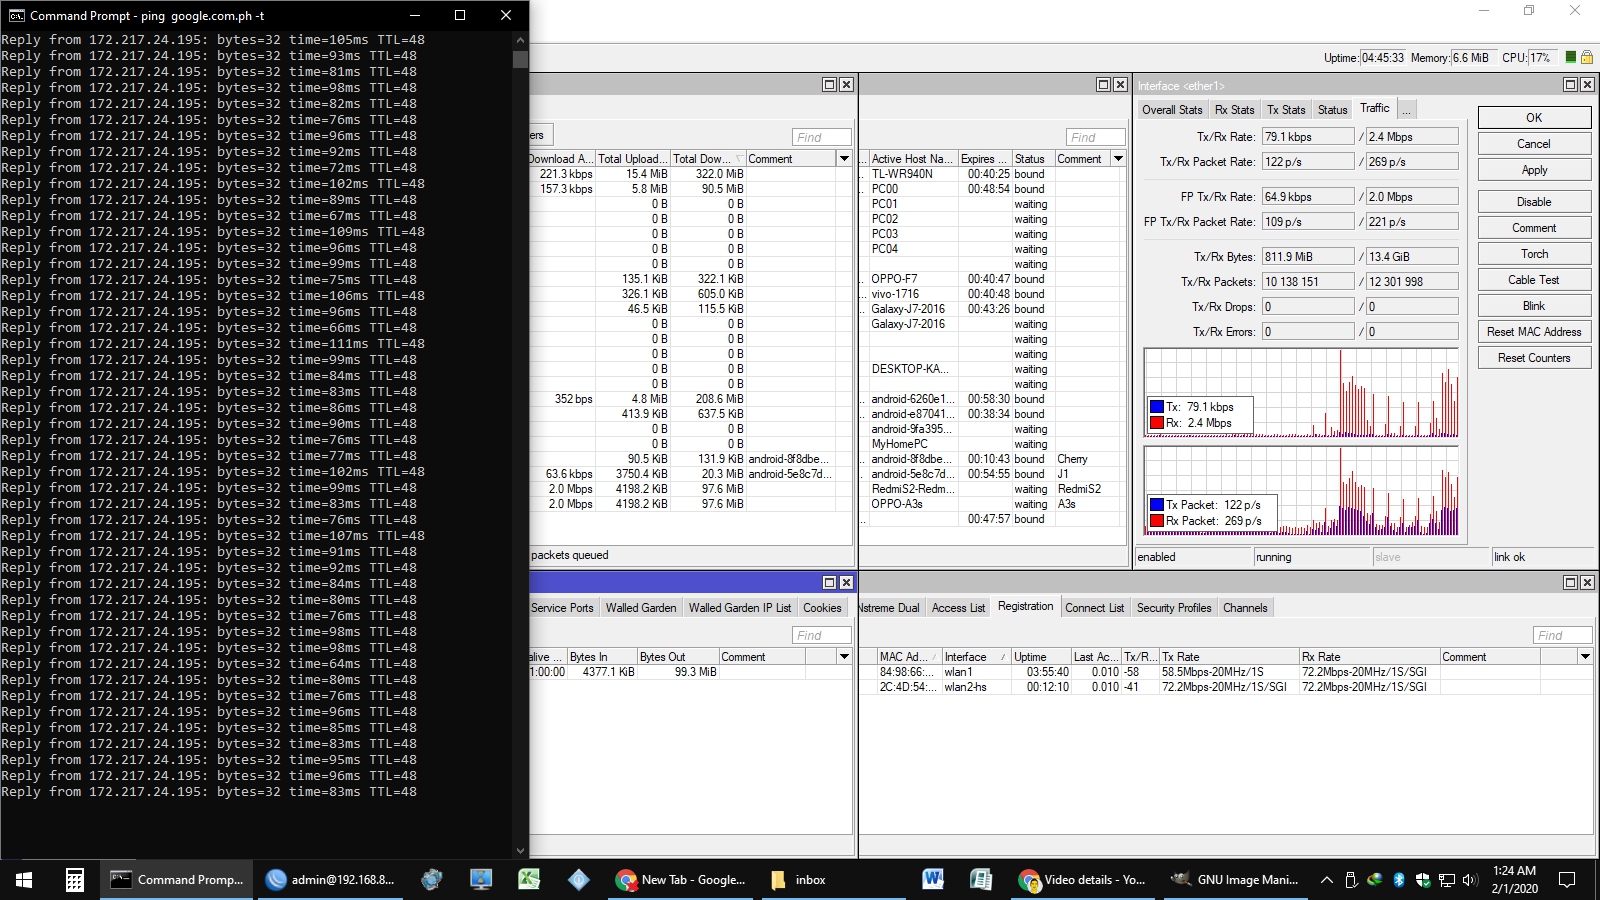 Command Prompt - ping  google.com.ph -t
Reply from 172.217.24.195: bytes=32 time=105ms TTL=48
Reply from 172.217.24.195: bytes=32 time=93ms TTL=48
Reply from 172.217.24.195: bytes=32 time=81ms TTL=48
Reply from 172.217.24.195: bytes=32 time=98ms TTL=48
Reply from 172.217.24.195: bytes=32 time=82ms TTL=48
Reply from 172.217.24.195: bytes=32 time=76ms TTL=48
Reply from 172.217.24.195: bytes=32 time=96ms TTL=48
Reply from 172.217.24.195: bytes=32 time=92ms TTL=48
Reply from 172.217.24.195: bytes=32 time=72ms TTL=48
Reply from 172.217.24.195: bytes=32 time=102ms TTL=48
Reply from 172.217.24.195: bytes=32 time=89ms TTL=48
Reply from 172.217.24.195: bytes=32 time=67ms TTL=48
Reply from 172.217.24.195: bytes=32 time=109ms TTL=48
Reply from 172.217.24.195: bytes=32 time=96ms TTL=48
Reply from 172.217.24.195: bytes=32 time=99ms TTL=48
Reply from 172.217.24.195: bytes=32 time=75ms TTL=48
Reply from 172.217.24.195: bytes=32 time=106ms TTL=48
Reply from 172.217.24.195: bytes=32 time=96ms TTL=48
Reply from 172.217.24.195: bytes=32 time=66ms TTL=48
Reply from 172.217.24.195: bytes=32 time=111ms TTL=48
Reply from 172.217.24.195: bytes=32 time=99ms TTL=48
Reply from 172.217.24.195: bytes=32 time=84ms TTL=48
Reply from 172.217.24.195: bytes=32 time=83ms TTL=48
Reply from 172.217.24.195: bytes=32 time=86ms TTL=48
Reply from 172.217.24.195: bytes=32 time=90ms TTL=48
Reply from 172.217.24.195: bytes=32 time=76ms TTL=48
Reply from 172.217.24.195: bytes=32 time=77ms TTL=48
Reply from 172.217.24.195: bytes=32 time=102ms TTL=48
Reply from 172.217.24.195: bytes=32 time=99ms TTL=48
Reply from 172.217.24.195: bytes=32 time=83ms TTL=48
Reply from 172.217.24.195: bytes=32 time=76ms TTL=48
Reply from 172.217.24.195: bytes=32 time=107ms TTL=48
Reply from 172.217.24.195: bytes=32 time=91ms TTL=48
Reply from 172.217.24.195: bytes=32 time=92ms TTL=48
Reply from 172.217.24.195: bytes=32 time=84ms TTL=48
Reply from 172.217.24.195: bytes=32 time=80ms TTL=48
Reply from 172.217.24.195: bytes=32 time=76ms TTL=48
Reply from 172.217.24.195: bytes=32 time=98ms TTL=48
Reply from 172.217.24.195: bytes=32 time=98ms TTL=48
Reply from 172.217.24.195: bytes=32 time=64ms TTL=48
Reply from 172.217.24.195: bytes=32 time=80ms TTL=48
Reply from 172.217.24.195: bytes=32 time=76ms TTL=48
Reply from 172.217.24.195: bytes=32 time=96ms TTL=48
Reply from 172.217.24.195: bytes=32 time=85ms TTL=48
Reply from 172.217.24.195: bytes=32 time=83ms TTL=48
Reply from 172.217.24.195: bytes=32 time=95ms TTL=48
Reply from 172.217.24.195: bytes=32 time=96ms TTL=48
Reply from 172.217.24.195: bytes=32 time=83ms TTL=48
Uptime: 04:45:33 Memory: 6.6 MiB CPU: 17%
ers Find
Download A... Total Upload... Total Dow... Comment
221.3 kbps 15.4 MiB 322.0 MiB
157.3 kbps 5.8 MiB 90.5 MiB
0 B 0 B
0 B 0 B
0 B 0 B
0 B 0 B
0 B 0 B
135.1 KiB 322.1 KiB
326.1 KiB 605.0 KiB
46.5 KiB 115.5 KiB
0 B 0 B
0 B 0 B
0 B 0 B
0 B 0 B
0 B 0 B
352 bps 4.8 MiB 208.6 MiB
413.9 KiB 637.5 KiB
0 B 0 B
0 B 0 B
90.5 KiB 131.9 KiB android-8f8dbe...
63.6 kbps 3750.4 KiB 20.3 MiB android-5e8c7d...
2.0 Mbps 4198.2 KiB 97.6 MiB
2.0 Mbps 4198.2 KiB 97.6 MiB
packets queued
Find
... Active Host Na... Expires ... Status Comment
TL-WR940N 00:40:25 bound
PC00 00:48:54 bound
PC01 waiting
PC02 waiting
PC03 waiting
PC04 waiting
waiting
OPPO-F7 00:40:47 bound
vivo-1716 00:40:48 bound
Galaxy-J7-2016 00:43:26 bound
Galaxy-J7-2016 waiting
waiting
waiting
DESKTOP-KA... waiting
waiting
android-6260e1... 00:58:30 bound
android-e87041... 00:38:34 bound
android-9fa395... waiting
MyHomePC waiting
android-8f8dbe... 00:10:43 bound Cherry
android-5e8c7d... 00:54:55 bound J1
RedmiS2-Redm... waiting RedmiS2
OPPO-A3s waiting A3s
00:47:57 bound
Interface <ether1>
Overall Stats Rx Stats Tx Stats Status Traffic ...
Tx/Rx Rate: 79.1 kbps / 2.4 Mbps
Tx/Rx Packet Rate: 122 p/s / 269 p/s
FP Tx/Rx Rate: 64.9 kbps / 2.0 Mbps
FP Tx/Rx Packet Rate: 109 p/s / 221 p/s
Tx/Rx Bytes: 811.9 MiB / 13.4 GiB
Tx/Rx Packets: 10 138 151 / 12 301 998
Tx/Rx Drops: 0 / 0
Tx/Rx Errors: 0 / 0
Tx: 79.1 kbps
Rx: 2.4 Mbps
Tx Packet: 122 p/s
Rx Packet: 269 p/s
enabled running slave link ok
OK
Cancel
Apply
Disable
Comment
Torch
Cable Test
Blink
Reset MAC Address
Reset Counters
Service Ports Walled Garden Walled Garden IP List Cookies
Find
alive ... Bytes In Bytes Out Comment
1:00:00 4377.1 KiB 99.3 MiB
Nstreme Dual Access List Registration Connect List Security Profiles Channels
Find
MAC Ad... Interface Uptime Last Ac... Tx/R... Tx Rate Rx Rate Comment
84:98:66:... wlan1 03:55:40 0.010 -58 58.5Mbps-20MHz/1S 72.2Mbps-20MHz/1S/SGI
2C:4D:54:... wlan2-hs 00:12:10 0.010 -41 72.2Mbps-20MHz/1S/SGI 72.2Mbps-20MHz/1S/SGI
Command Promp... admin@192.168.8... New Tab - Google... inbox Video details - Yo... GNU Image Mani... 1:24 AM
2/1/2020